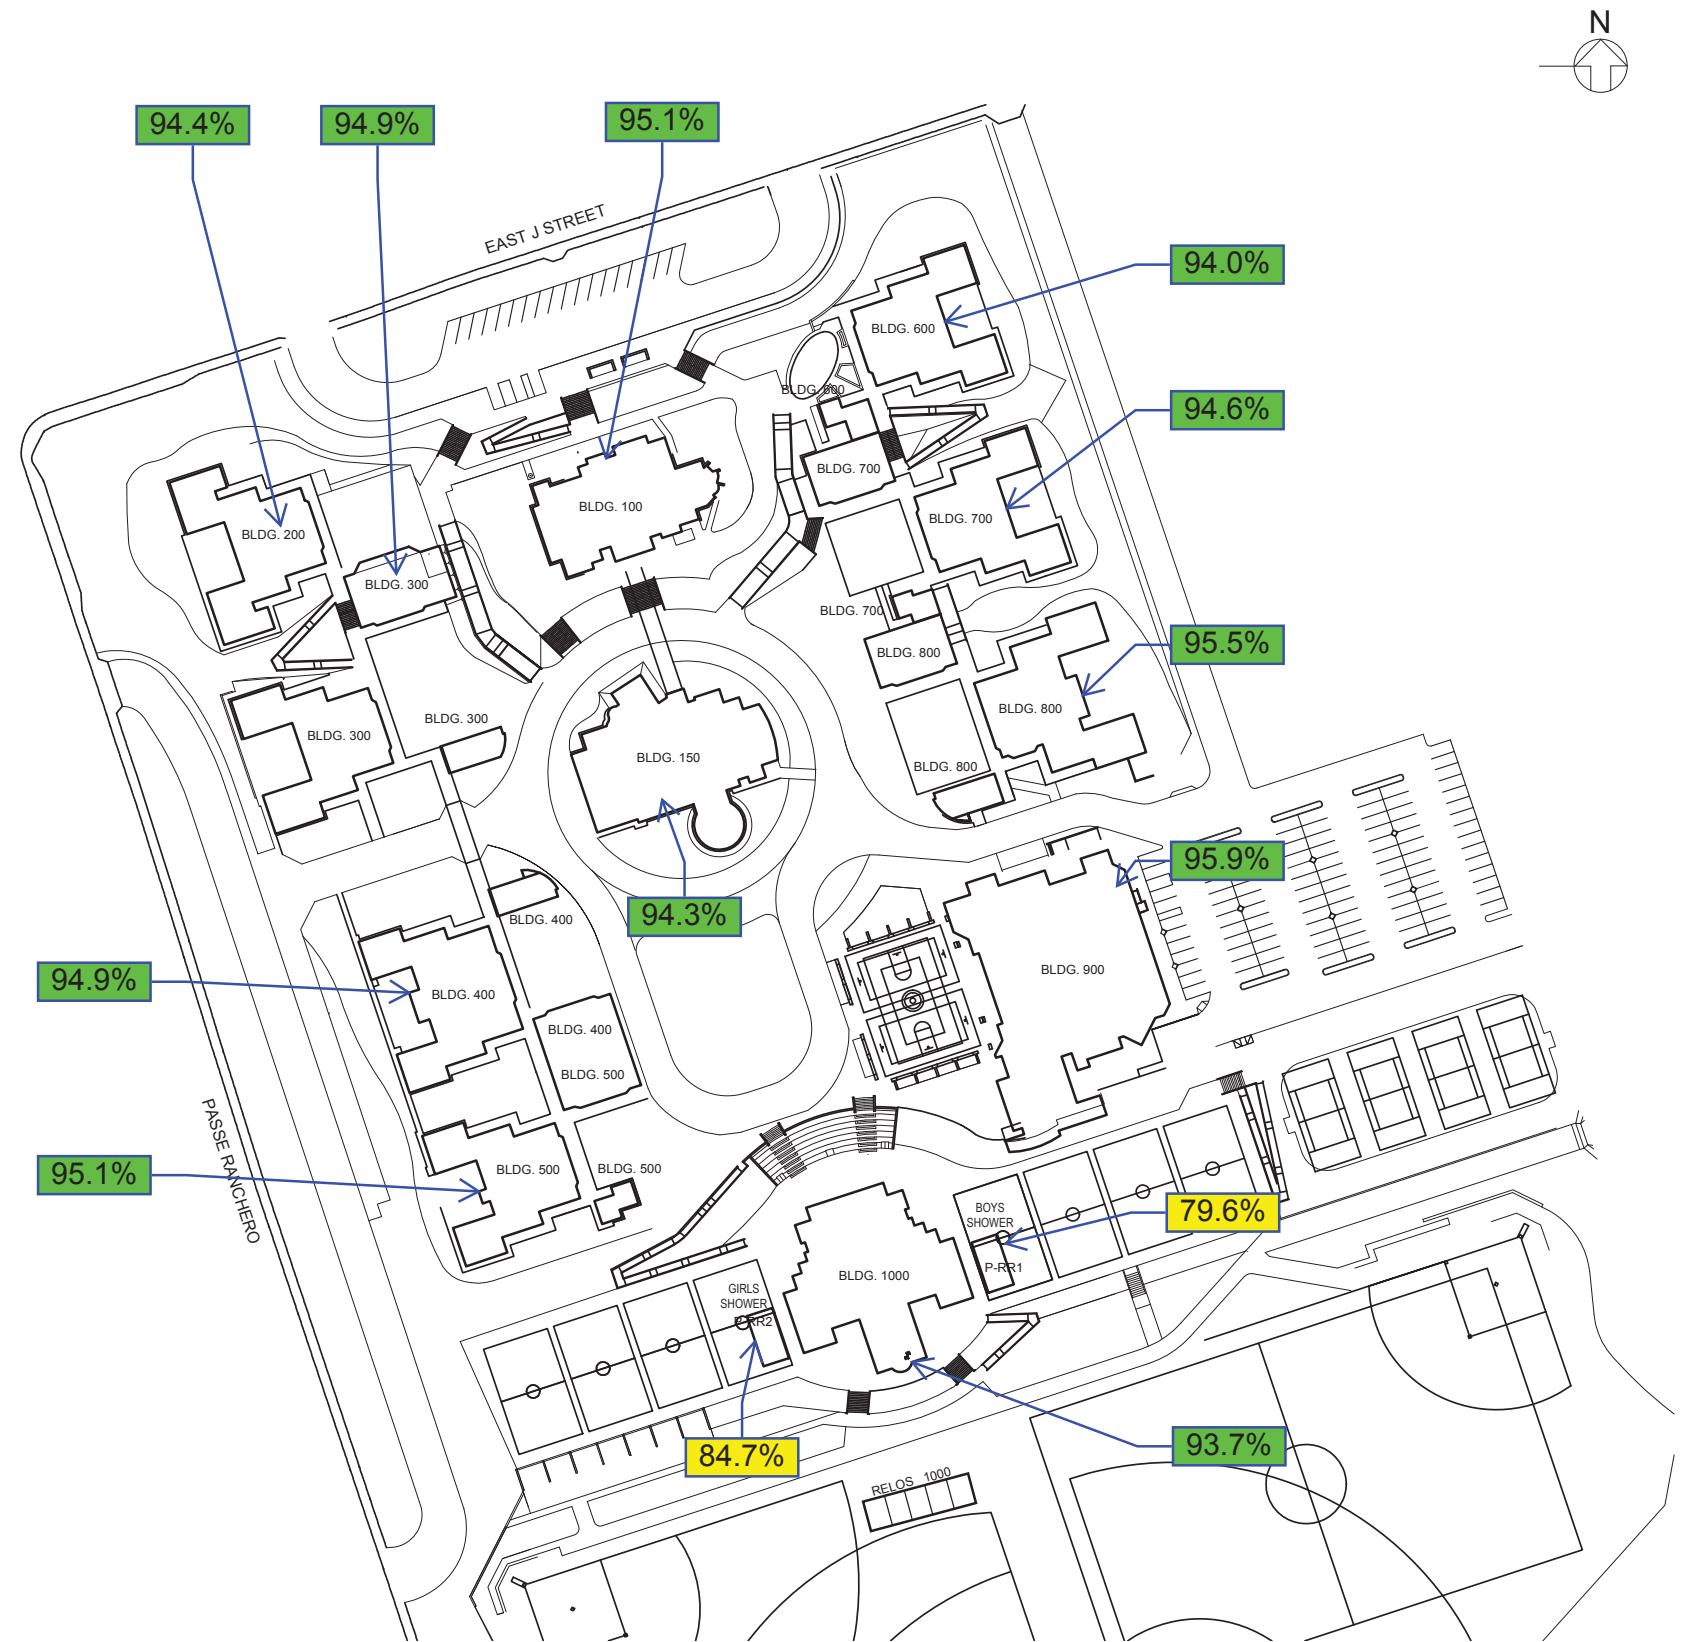 N
94.4%
94.9%
95.1%
EAST J STREET
94.0%
BLDG. 600
BLDG. 600
94.6%
BLDG. 700
BLDG. 100
BLDG. 700
BLDG. 200
BLDG. 300
BLDG. 700
95.5%
BLDG. 800
BLDG. 300
BLDG. 800
BLDG. 300
BLDG. 150
BLDG. 800
95.9%
94.3%
BLDG. 400
BLDG. 900
94.9%
BLDG. 400
BLDG. 400
BLDG. 500
PASSE RANCHERO
95.1%
BLDG. 500
BLDG. 500
BOYS
SHOWER
79.6%
P-RR1
BLDG. 1000
GIRLS
SHOWER
P-RR2
84.7%
93.7%
RELOS 1000